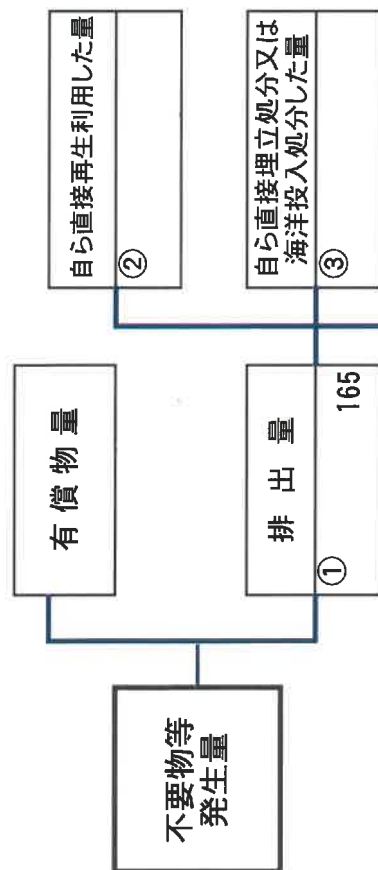 不要物等
発生量
有償物量
排出量
①
165
自ら直接再生利用した量
②
自ら直接埋立処分又は
海洋投入処分した量
③